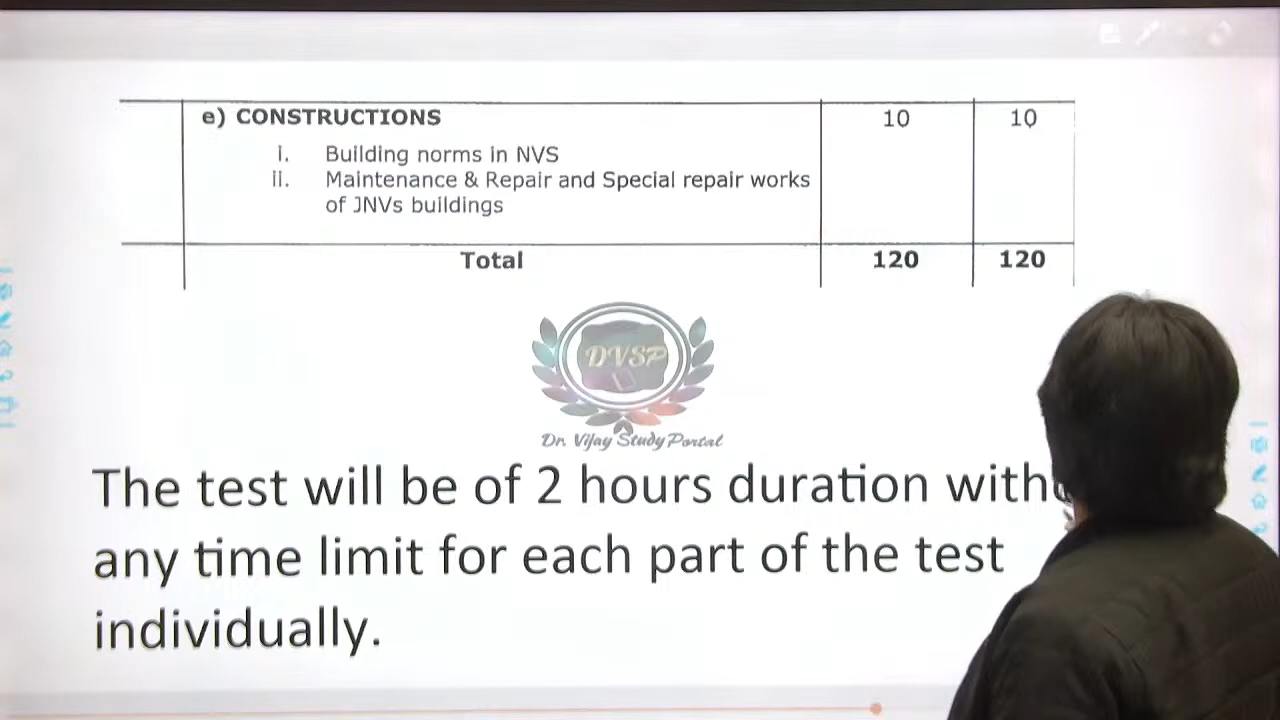 e) CONSTRUCTIONS 10 10
i. Building norms in NVS
ii. Maintenance & Repair and Special repair works
of JNVs buildings
Total 120 120
DVSP
Dr. Vijay Study Portal
The test will be of 2 hours duration
any time limit for each part of the test
individually.